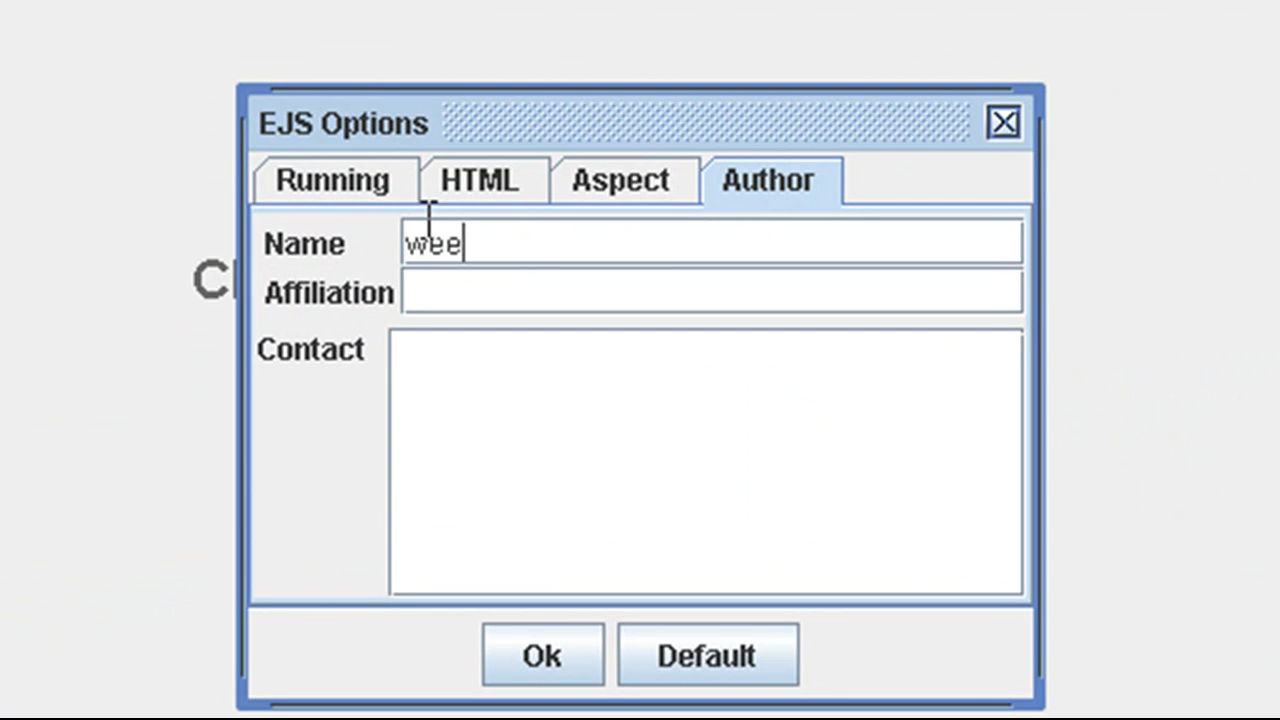 EJS Options
Running HTML Aspect Author
Name wee
Affiliation
Contact
Ok Default